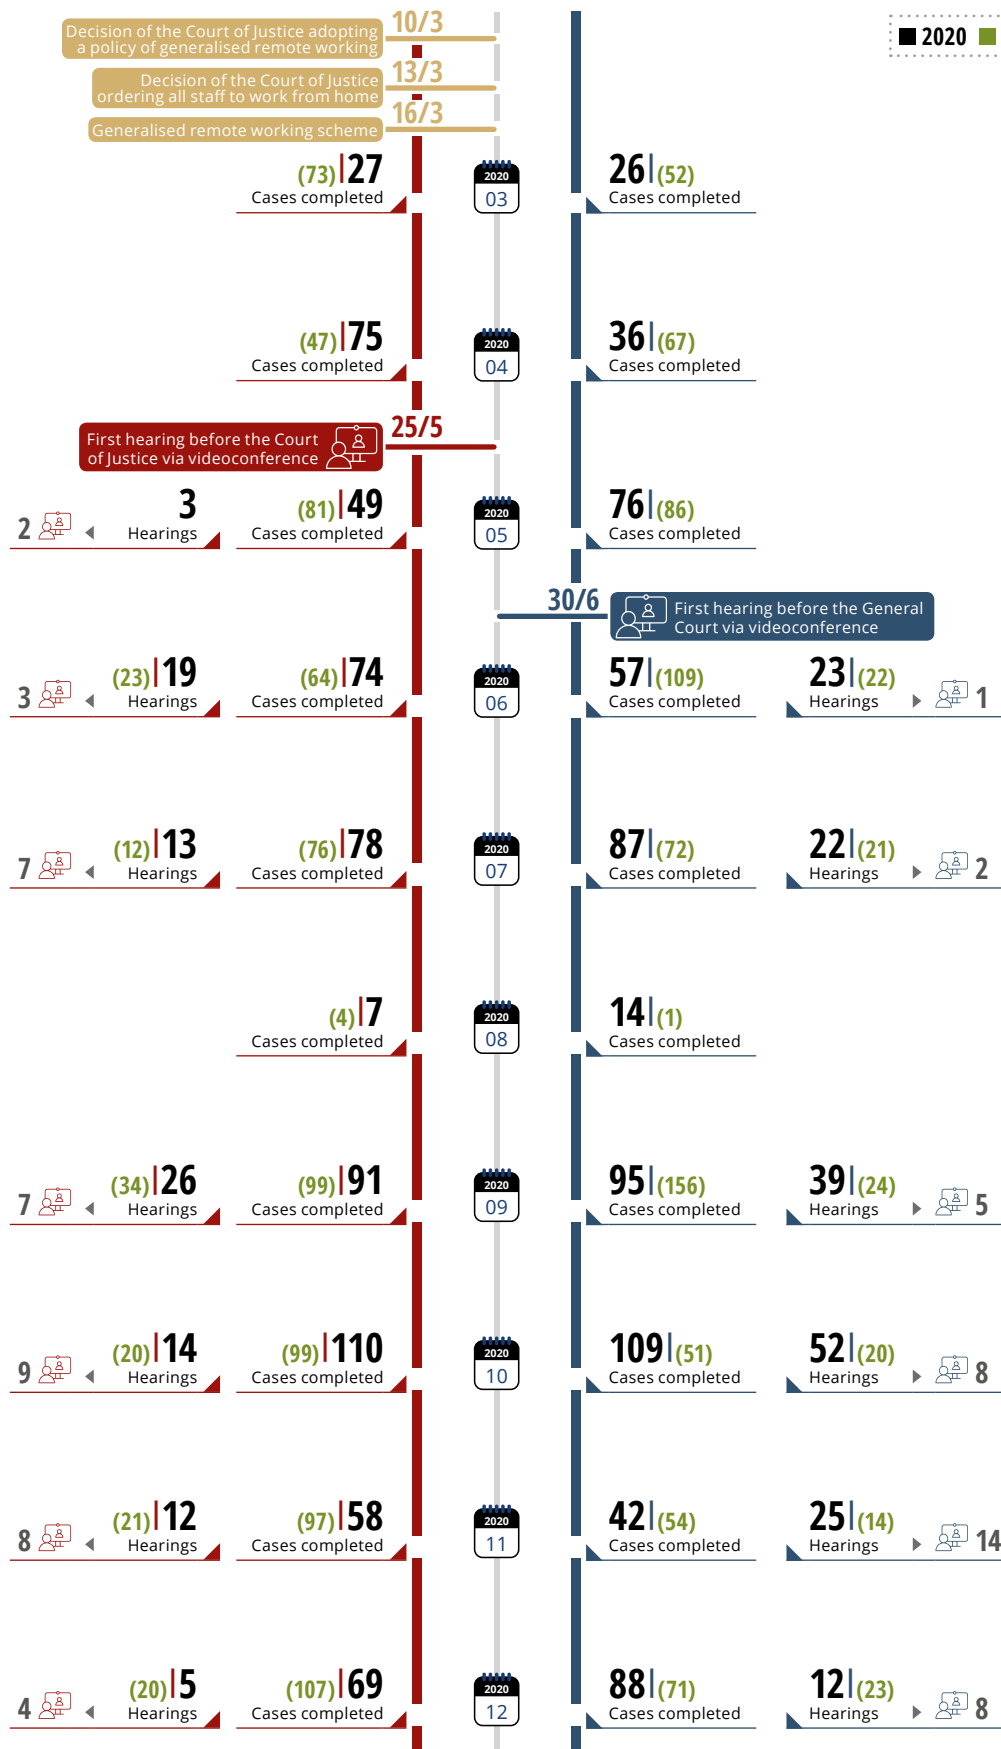 10/3
Decision of the Court of Justice adopting
a policy of generalised remote working
2020
13/3
Decision of the Court of Justice
ordering all staff to work from home
16/3
Generalised remote working scheme
(73) 27
Cases completed
2020
03
26 (52)
Cases completed
(47) 75
Cases completed
2020
04
36 (67)
Cases completed
25/5
First hearing before the Court
of Justice via videoconference
2
3
Hearings
(81) 49
Cases completed
2020
05
76 (86)
Cases completed
30/6
First hearing before the General
Court via videoconference
3
(23) 19
Hearings
(64) 74
Cases completed
2020
06
57 (109)
Cases completed
23 (22)
Hearings
1
7
(12) 13
Hearings
(76) 78
Cases completed
2020
07
87 (72)
Cases completed
22 (21)
Hearings
2
(4) 7
Cases completed
2020
08
14 (1)
Cases completed
7
(34) 26
Hearings
(99) 91
Cases completed
2020
09
95 (156)
Cases completed
39 (24)
Hearings
5
9
(20) 14
Hearings
(99) 110
Cases completed
2020
10
109 (51)
Cases completed
52 (20)
Hearings
8
8
(21) 12
Hearings
(97) 58
Cases completed
2020
11
42 (54)
Cases completed
25 (14)
Hearings
14
4
(20) 5
Hearings
(107) 69
Cases completed
2020
12
88 (71)
Cases completed
12 (23)
Hearings
8